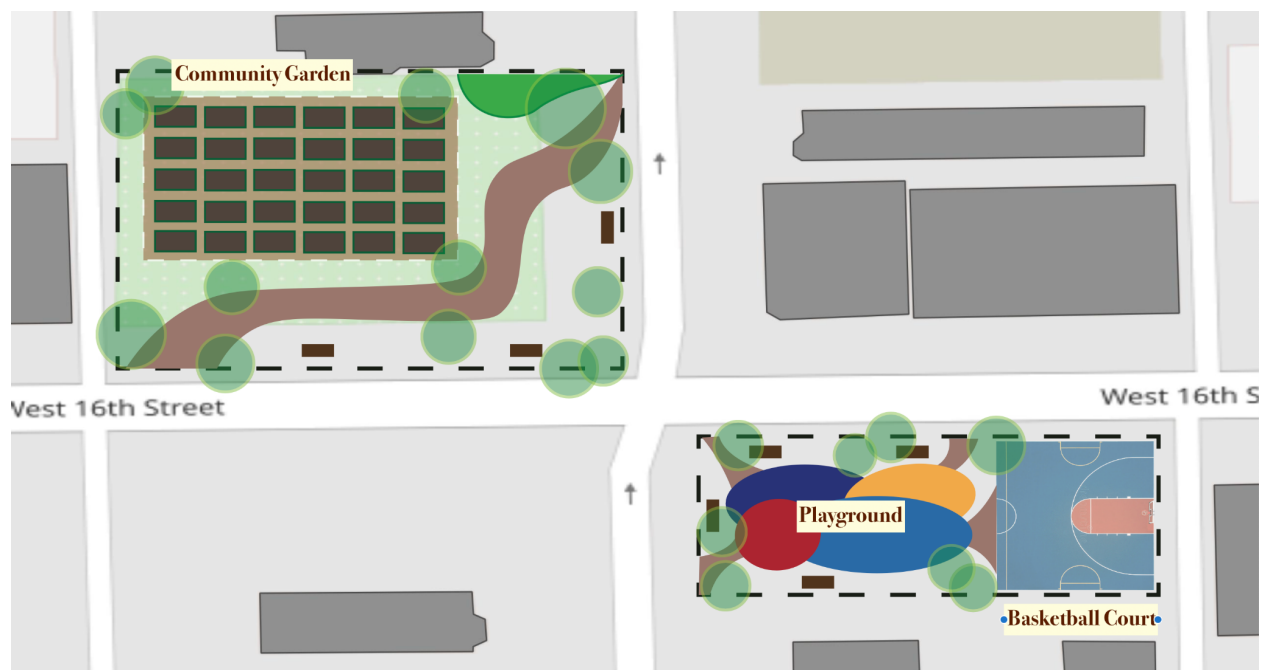 Community Garden
West 16th Street
West 16th S
Playground
Basketball Court